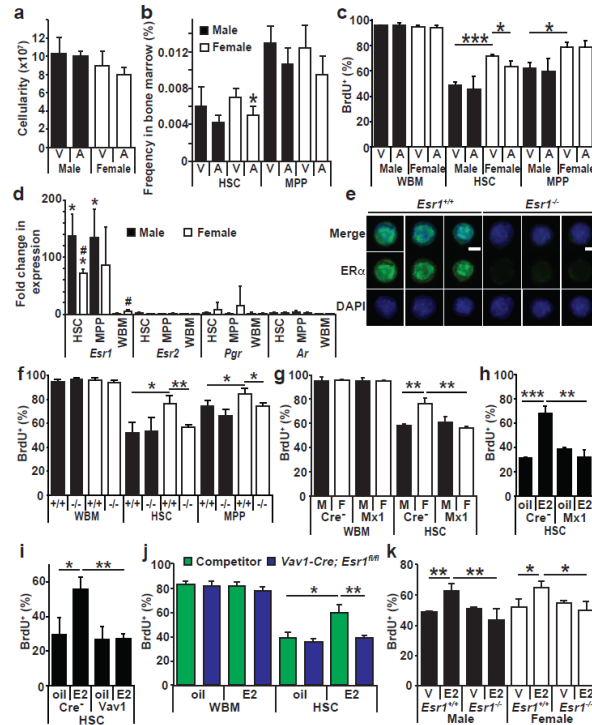 a
Cellularity (x10⁷)
12
10
8
6
4
2
0
V A V A
Male Female
b
Male
Female
Freqency in bone marrow (%)
0.012
0.008
0.004
0
*
V A V A V A V A
HSC MPP
c
BrdU⁺ (%)
100
80
60
40
20
0
*** * *
V A V A V A V A V A V A
Male Female Male Female Male Female
WBM HSC MPP
d
Fold change in expression
200
100
0
* # * * #
Male
Female
HSC MPP WBM HSC MPP WBM HSC MPP WBM HSC MPP WBM
Esr1 Esr2 Pgr Ar
e
Esr1⁺/⁺ Esr1⁻/⁻
Merge
ERα
DAPI
f
BrdU⁺ (%)
100
80
60
40
20
0
* ** * *
+/+ -/- +/+ -/- +/+ -/- +/+ -/- +/+ -/- +/+ -/-
WBM HSC MPP
g
BrdU⁺ (%)
100
80
60
40
20
0
** **
M F M F M F M F
Cre⁻ Mx1 Cre⁻ Mx1
WBM HSC
h
BrdU⁺ (%)
100
80
60
40
20
0
*** **
oil E2 oil E2
Cre⁻ Mx1
HSC
i
BrdU⁺ (%)
60
40
20
0
* **
oil E2 oil E2
Cre⁻ Vav1
HSC
j
Competitor Vav1-Cre; Esr1fl/fl
BrdU⁺ (%)
100
80
60
40
20
0
* **
oil E2 oil E2
WBM HSC
k
BrdU⁺ (%)
100
80
60
40
20
0
** ** * *
V E2 V E2 V E2 V E2
Esr1⁺/⁺ Esr1⁻/⁻ Esr1⁺/⁺ Esr1⁻/⁻
Male Female